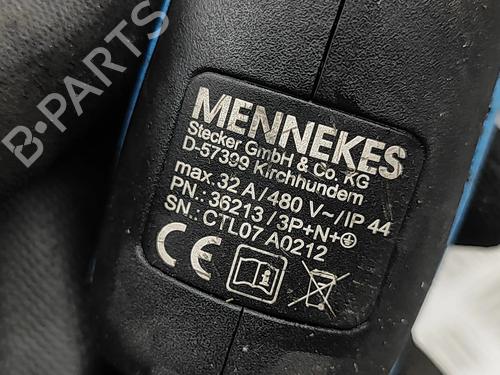 B-PARTS
MENNEKES
Stecker GmbH & Co. KG
D-57399 Kirchhundem
max. 32 A / 480 V~ / IP 44
PN.: 36213 / 3P+N+⏚
SN.: CTL07 A0212
CE